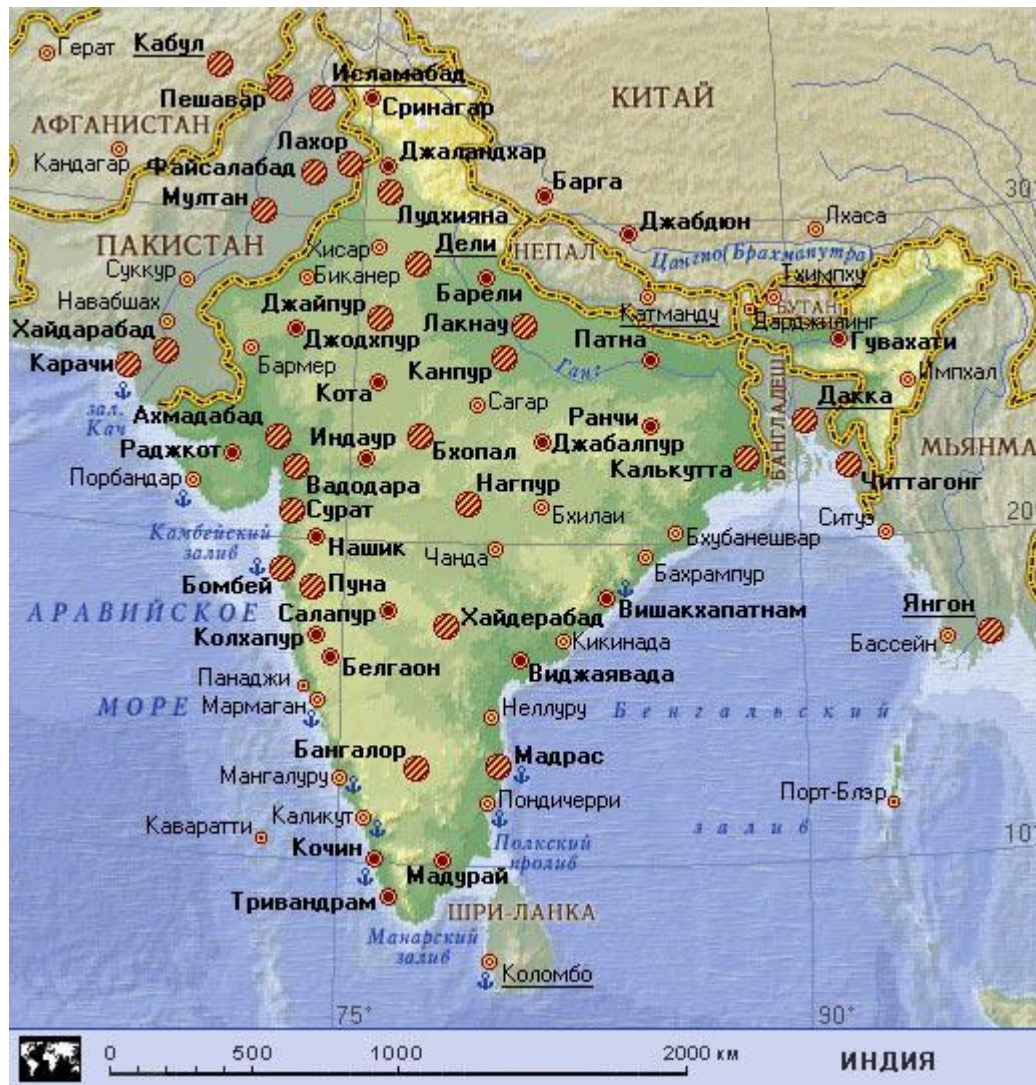 Герат
Кабул
Исламабад
Пешавар
Сринагар
КИТАЙ
АФГАНИСТАН
Лахор
Кандагар
Файсалабад
Джаландхар
Мултан
Барга
30°
Лудхияна
Джабдюн
Лхаса
ПАКИСТАН
Хисар
Дели
НЕПАЛ
Цангпо(Брахмапутра)
Суккур
Биканер
Барели
Тхимпху
Навабшах
Джайпур
Лакнау
Катманду
БУТАН
Дарджилинг
Хайдарабад
Джодхпур
Патна
Гувахати
Карачи
Бармер
Канпур
Ганг
Импхал
зал.
Кач
Кота
Сагар
БАНГЛАДЕШ
Дакка
Ахмадабад
Ранчи
Раджкот
Индаур
Бхопал
Джабалпур
МЬЯНМА
Порбандар
Вадодара
Калькутта
Читтагонг
Нагпур
Сурат
Бхилаи
Ситуэ
20
Камбейский
залив
Нашик
Чанда
Бхубанешвар
Бахрампур
Бомбей
Пуна
АРАВИЙСКОЕ
Салапур
Хайдерабад
Вишакхапатнам
Янгон
Колхапур
Кикинада
Бассейн
Белгаон
Виджаявада
Панаджи
МОРЕ
Мармаган
Неллуру
Бенгальский
Бангалор
Мадрас
Мангалуру
Пондичерри
Порт-Блэр
Каликут
залив
Каваратти
Полкский
пролив
10
Кочин
Мадурай
Тривандрам
ШРИ-ЛАНКА
Манарский
залив
Коломбо
75°
90°
0 500 1000 2000 км
ИНДИЯ